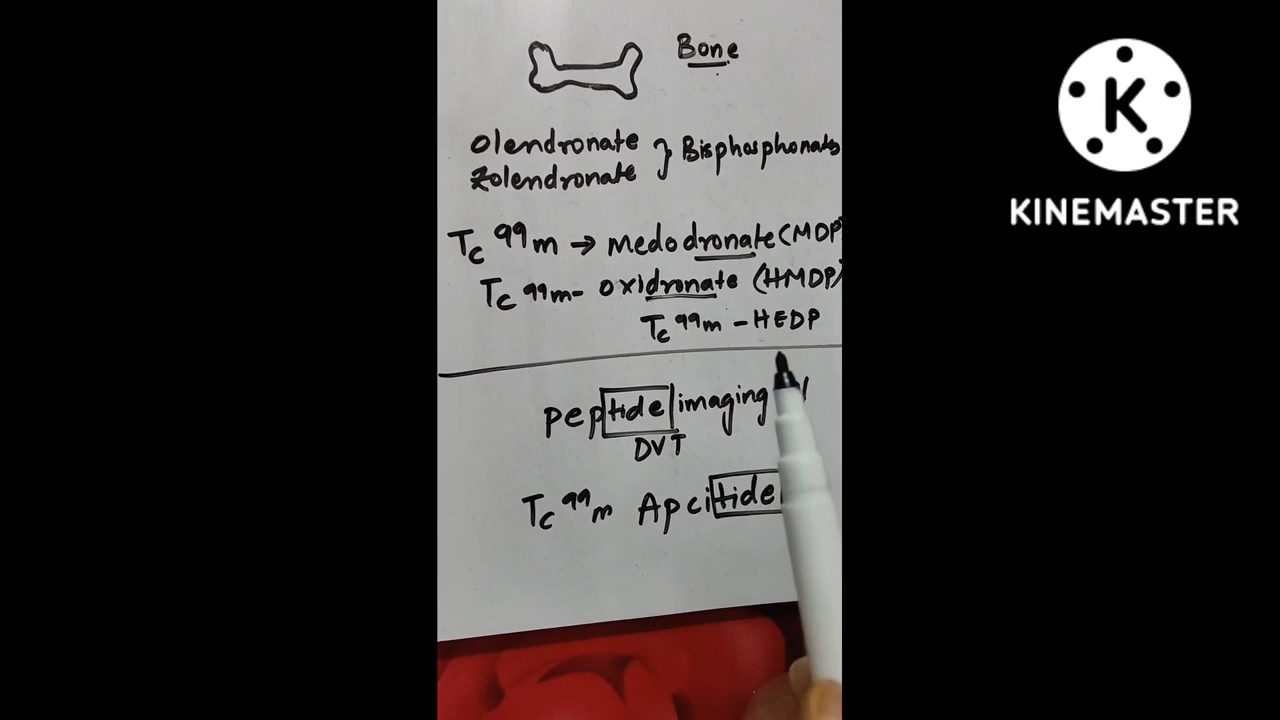 Bone
Olendronate } Bisphosphonates
Zolendronate
Tc 99m → medodronate (MDP)
Tc 99m - oxidronate (HMDP)
Tc 99m - HEDP
Peptide imaging
DVT
Tc 99m Apcitide
K
KINEMASTER